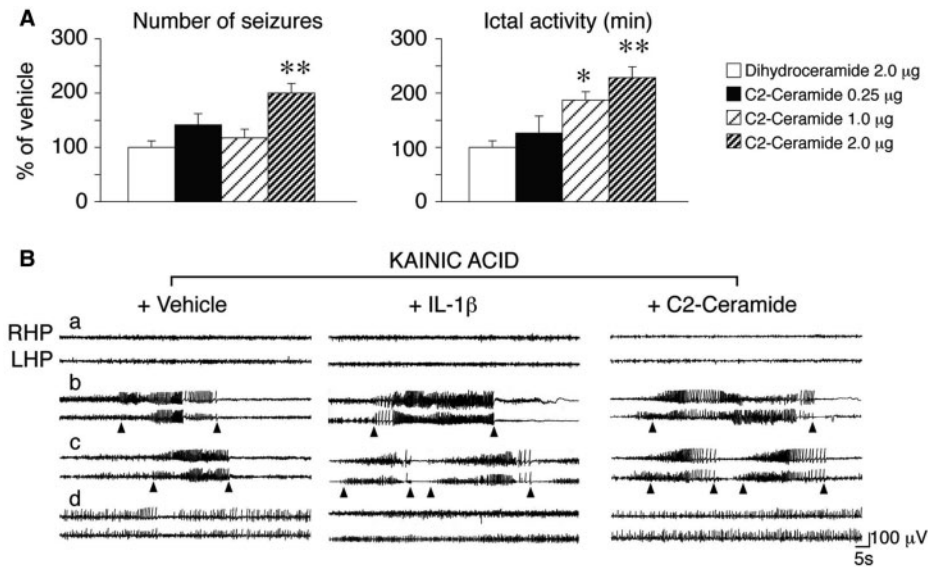 A
Number of seizures
Ictal activity (min)
% of vehicle
300
200
100
0
300
200
100
0
**
*
**
Dihydroceramide 2.0 µg
C2-Ceramide 0.25 µg
C2-Ceramide 1.0 µg
C2-Ceramide 2.0 µg
B
KAINIC ACID
+ Vehicle
+ IL-1β
+ C2-Ceramide
a
RHP
LHP
b
c
d
100 µV
5s